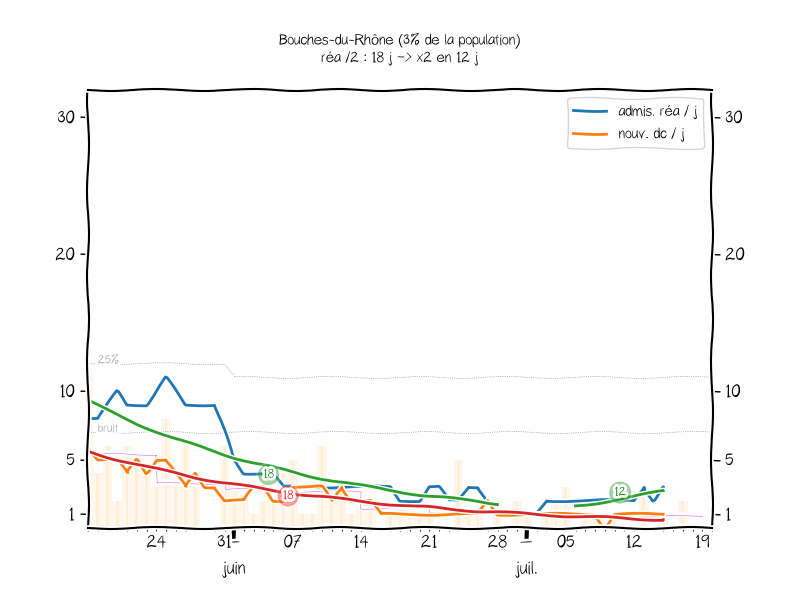 Bouches-du-Rhône (3% de la population)
réa /2 : 18 j -> x2 en 12 j
admis. réa / j
nouv. dc / j
30 30
20 20
25%
10 10
bruit
5 5
18
18
12
1 1
24 31 07 14 21 28 05 12 19
juin juil.